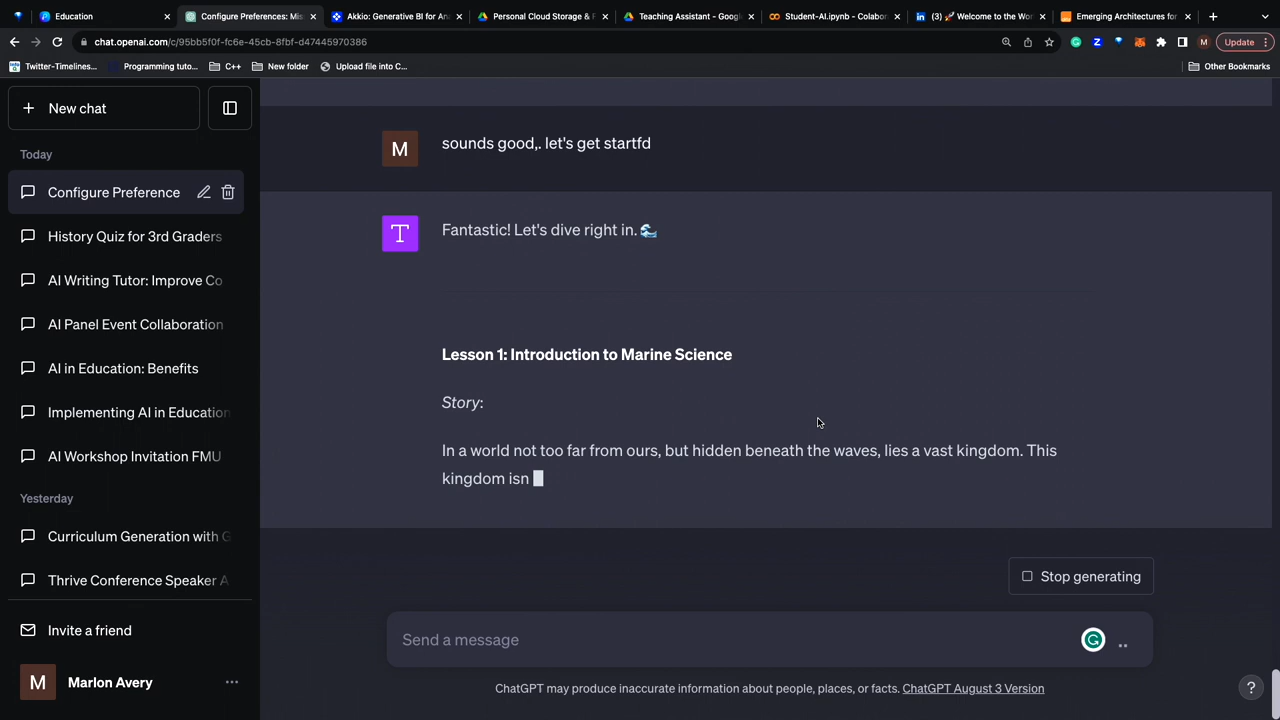 Education
Configure Preferences: Mis
Akkio: Generative BI for An
Personal Cloud Storage & F
Teaching Assistant - Googl
Student-AI.ipynb - Colabor
(3) 🚀 Welcome to the Wor
Emerging Architectures for
chat.openai.com/c/95bb5f0f-fc6e-45cb-8fbf-d47445970386
M
Update
Twitter-Timelines...
Programming tuto...
C++
New folder
Upload file into C...
Other Bookmarks
New chat
Today
Configure Preference
History Quiz for 3rd Graders
AI Writing Tutor: Improve Co
AI Panel Event Collaboration
AI in Education: Benefits
Implementing AI in Education
AI Workshop Invitation FMU
Yesterday
Curriculum Generation with G
Thrive Conference Speaker A
Invite a friend
M
Marlon Avery
M
sounds good,. let's get startfd
T
Fantastic! Let's dive right in. 🌊
Lesson 1: Introduction to Marine Science
Story:
In a world not too far from ours, but hidden beneath the waves, lies a vast kingdom. This
kingdom isn
Stop generating
Send a message
ChatGPT may produce inaccurate information about people, places, or facts. ChatGPT August 3 Version
?